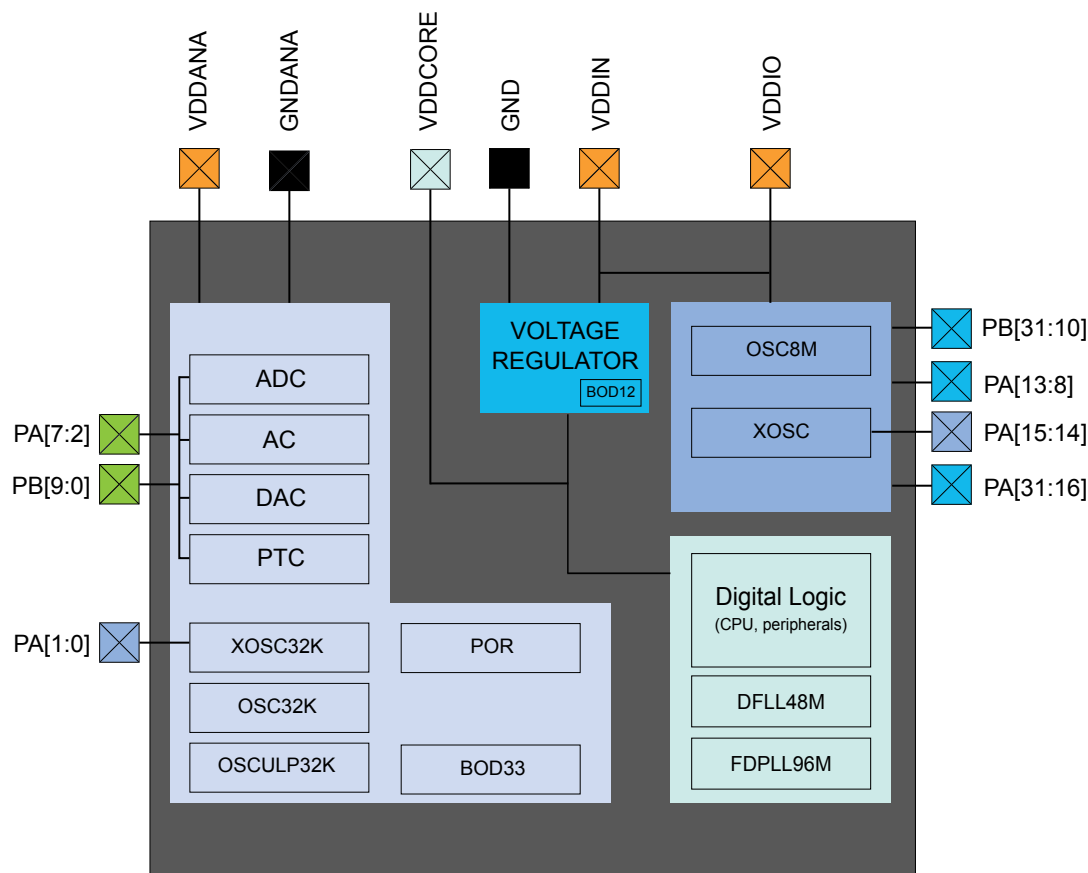 VDDANA
GNDANA
VDDCORE
GND
VDDIN
VDDIO
VOLTAGE
REGULATOR
BOD12
OSC8M
XOSC
PB[31:10]
PA[13:8]
PA[15:14]
PA[31:16]
ADC
AC
DAC
PTC
PA[7:2]
PB[9:0]
PA[1:0]
XOSC32K
POR
OSC32K
OSCULP32K
BOD33
Digital Logic
(CPU, peripherals)
DFLL48M
FDPLL96M